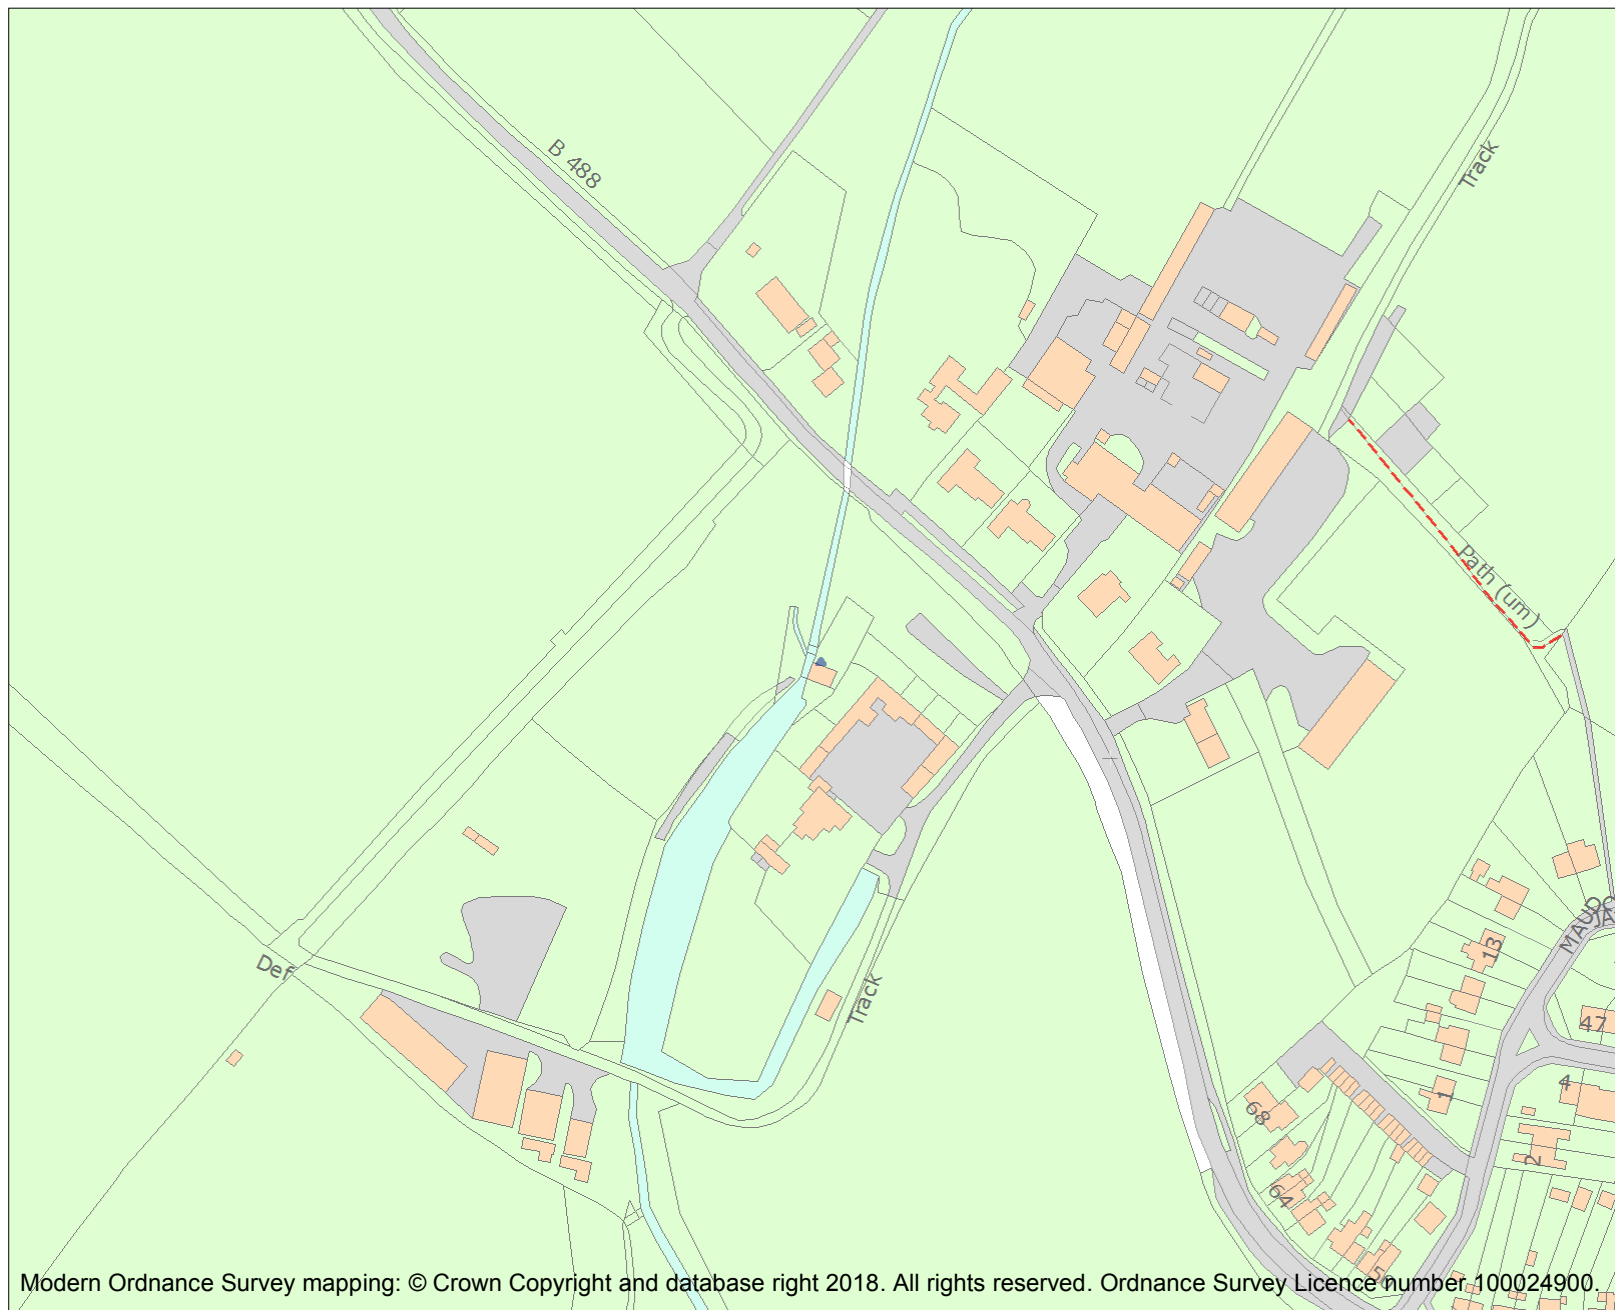 B 488
Track
Path (um)
Def
Track
13
47
1
4
2
68
64
Modern Ordnance Survey mapping: © Crown Copyright and database right 2018. All rights reserved. Ordnance Survey Licence number 100024900.